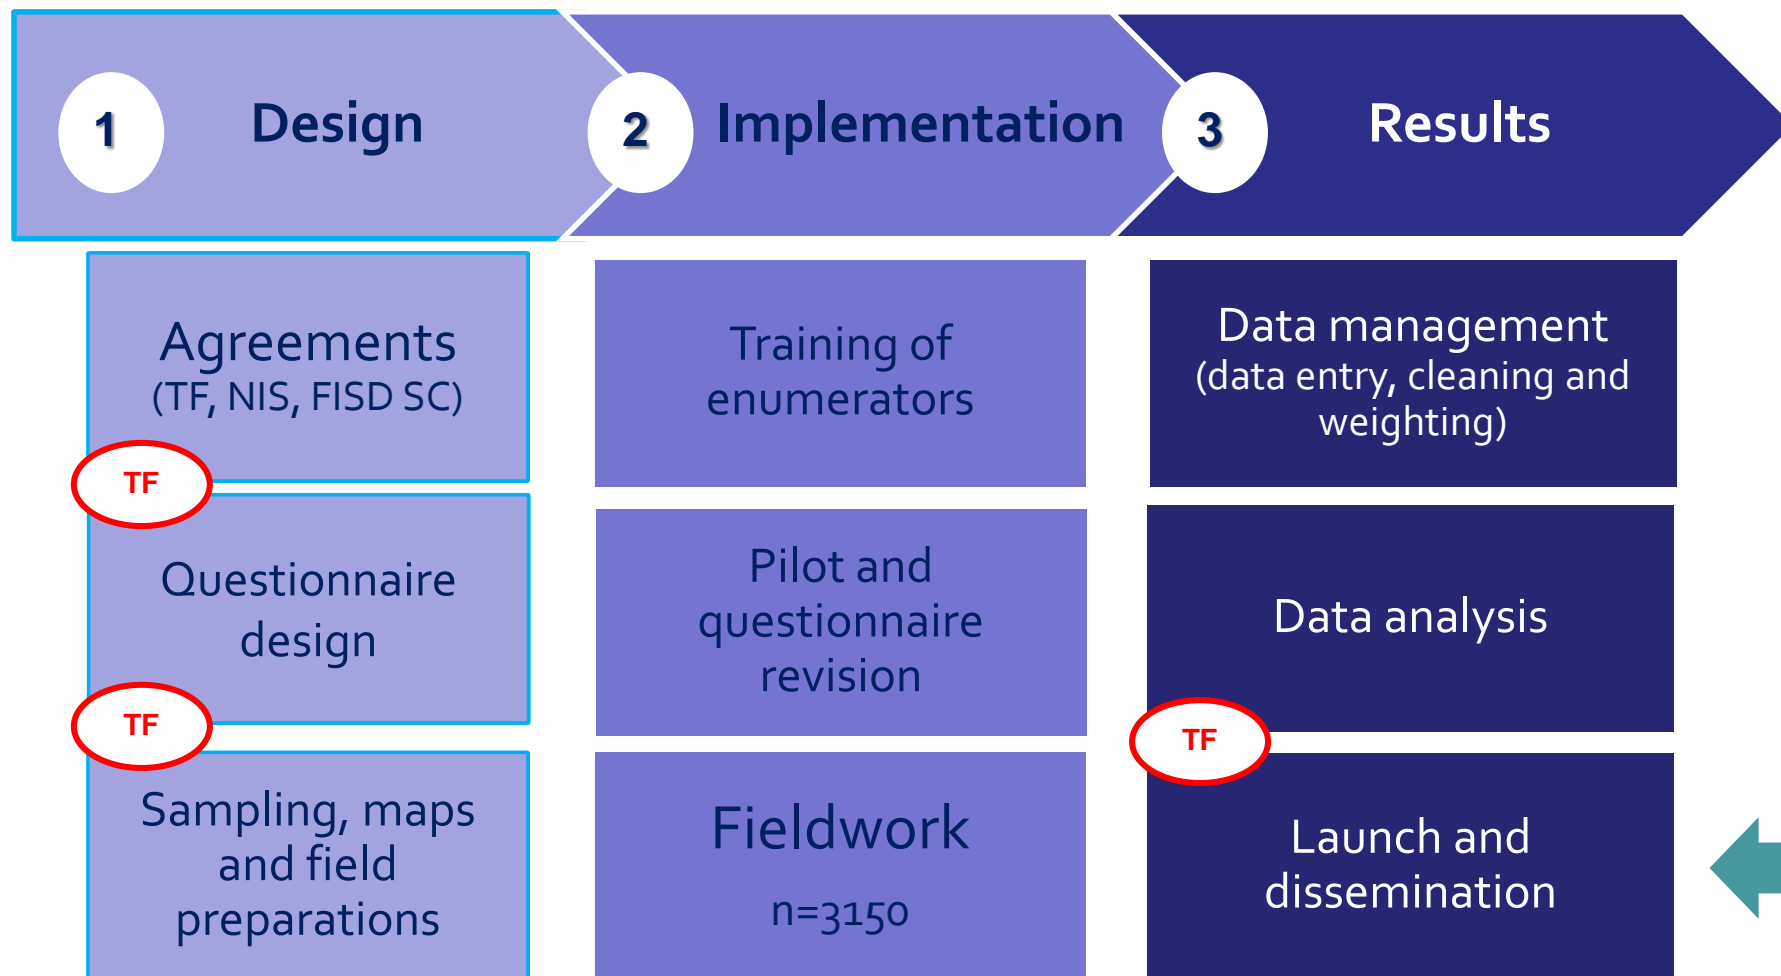 1 Design
2 Implementation
3 Results
Agreements
(TF, NIS, FISD SC)
TF
Questionnaire
design
TF
Sampling, maps
and field
preparations
Training of
enumerators
Pilot and
questionnaire
revision
Fieldwork
n=3150
Data management
(data entry, cleaning and
weighting)
Data analysis
TF
Launch and
dissemination